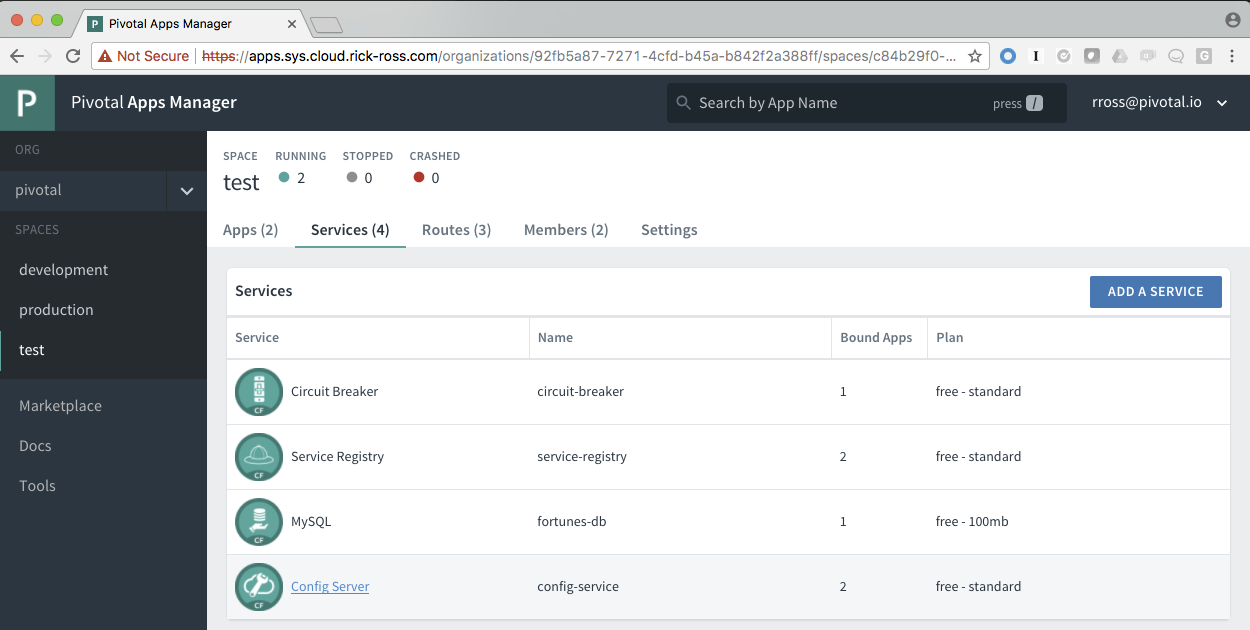 P Pivotal Apps Manager
Not Secure https://apps.sys.cloud.rick-ross.com/organizations/92fb5a87-7271-4cfd-b45a-b842f2a388ff/spaces/c84b29f0-...
P Pivotal Apps Manager Search by App Name press / rross@pivotal.io
ORG
pivotal
SPACES
development
production
test
Marketplace
Docs
Tools
SPACE RUNNING STOPPED CRASHED
test 2 0 0
Apps (2) Services (4) Routes (3) Members (2) Settings
Services ADD A SERVICE
Service Name Bound Apps Plan
CF Circuit Breaker circuit-breaker 1 free - standard
CF Service Registry service-registry 2 free - standard
CF MySQL fortunes-db 1 free - 100mb
CF Config Server config-service 2 free - standard